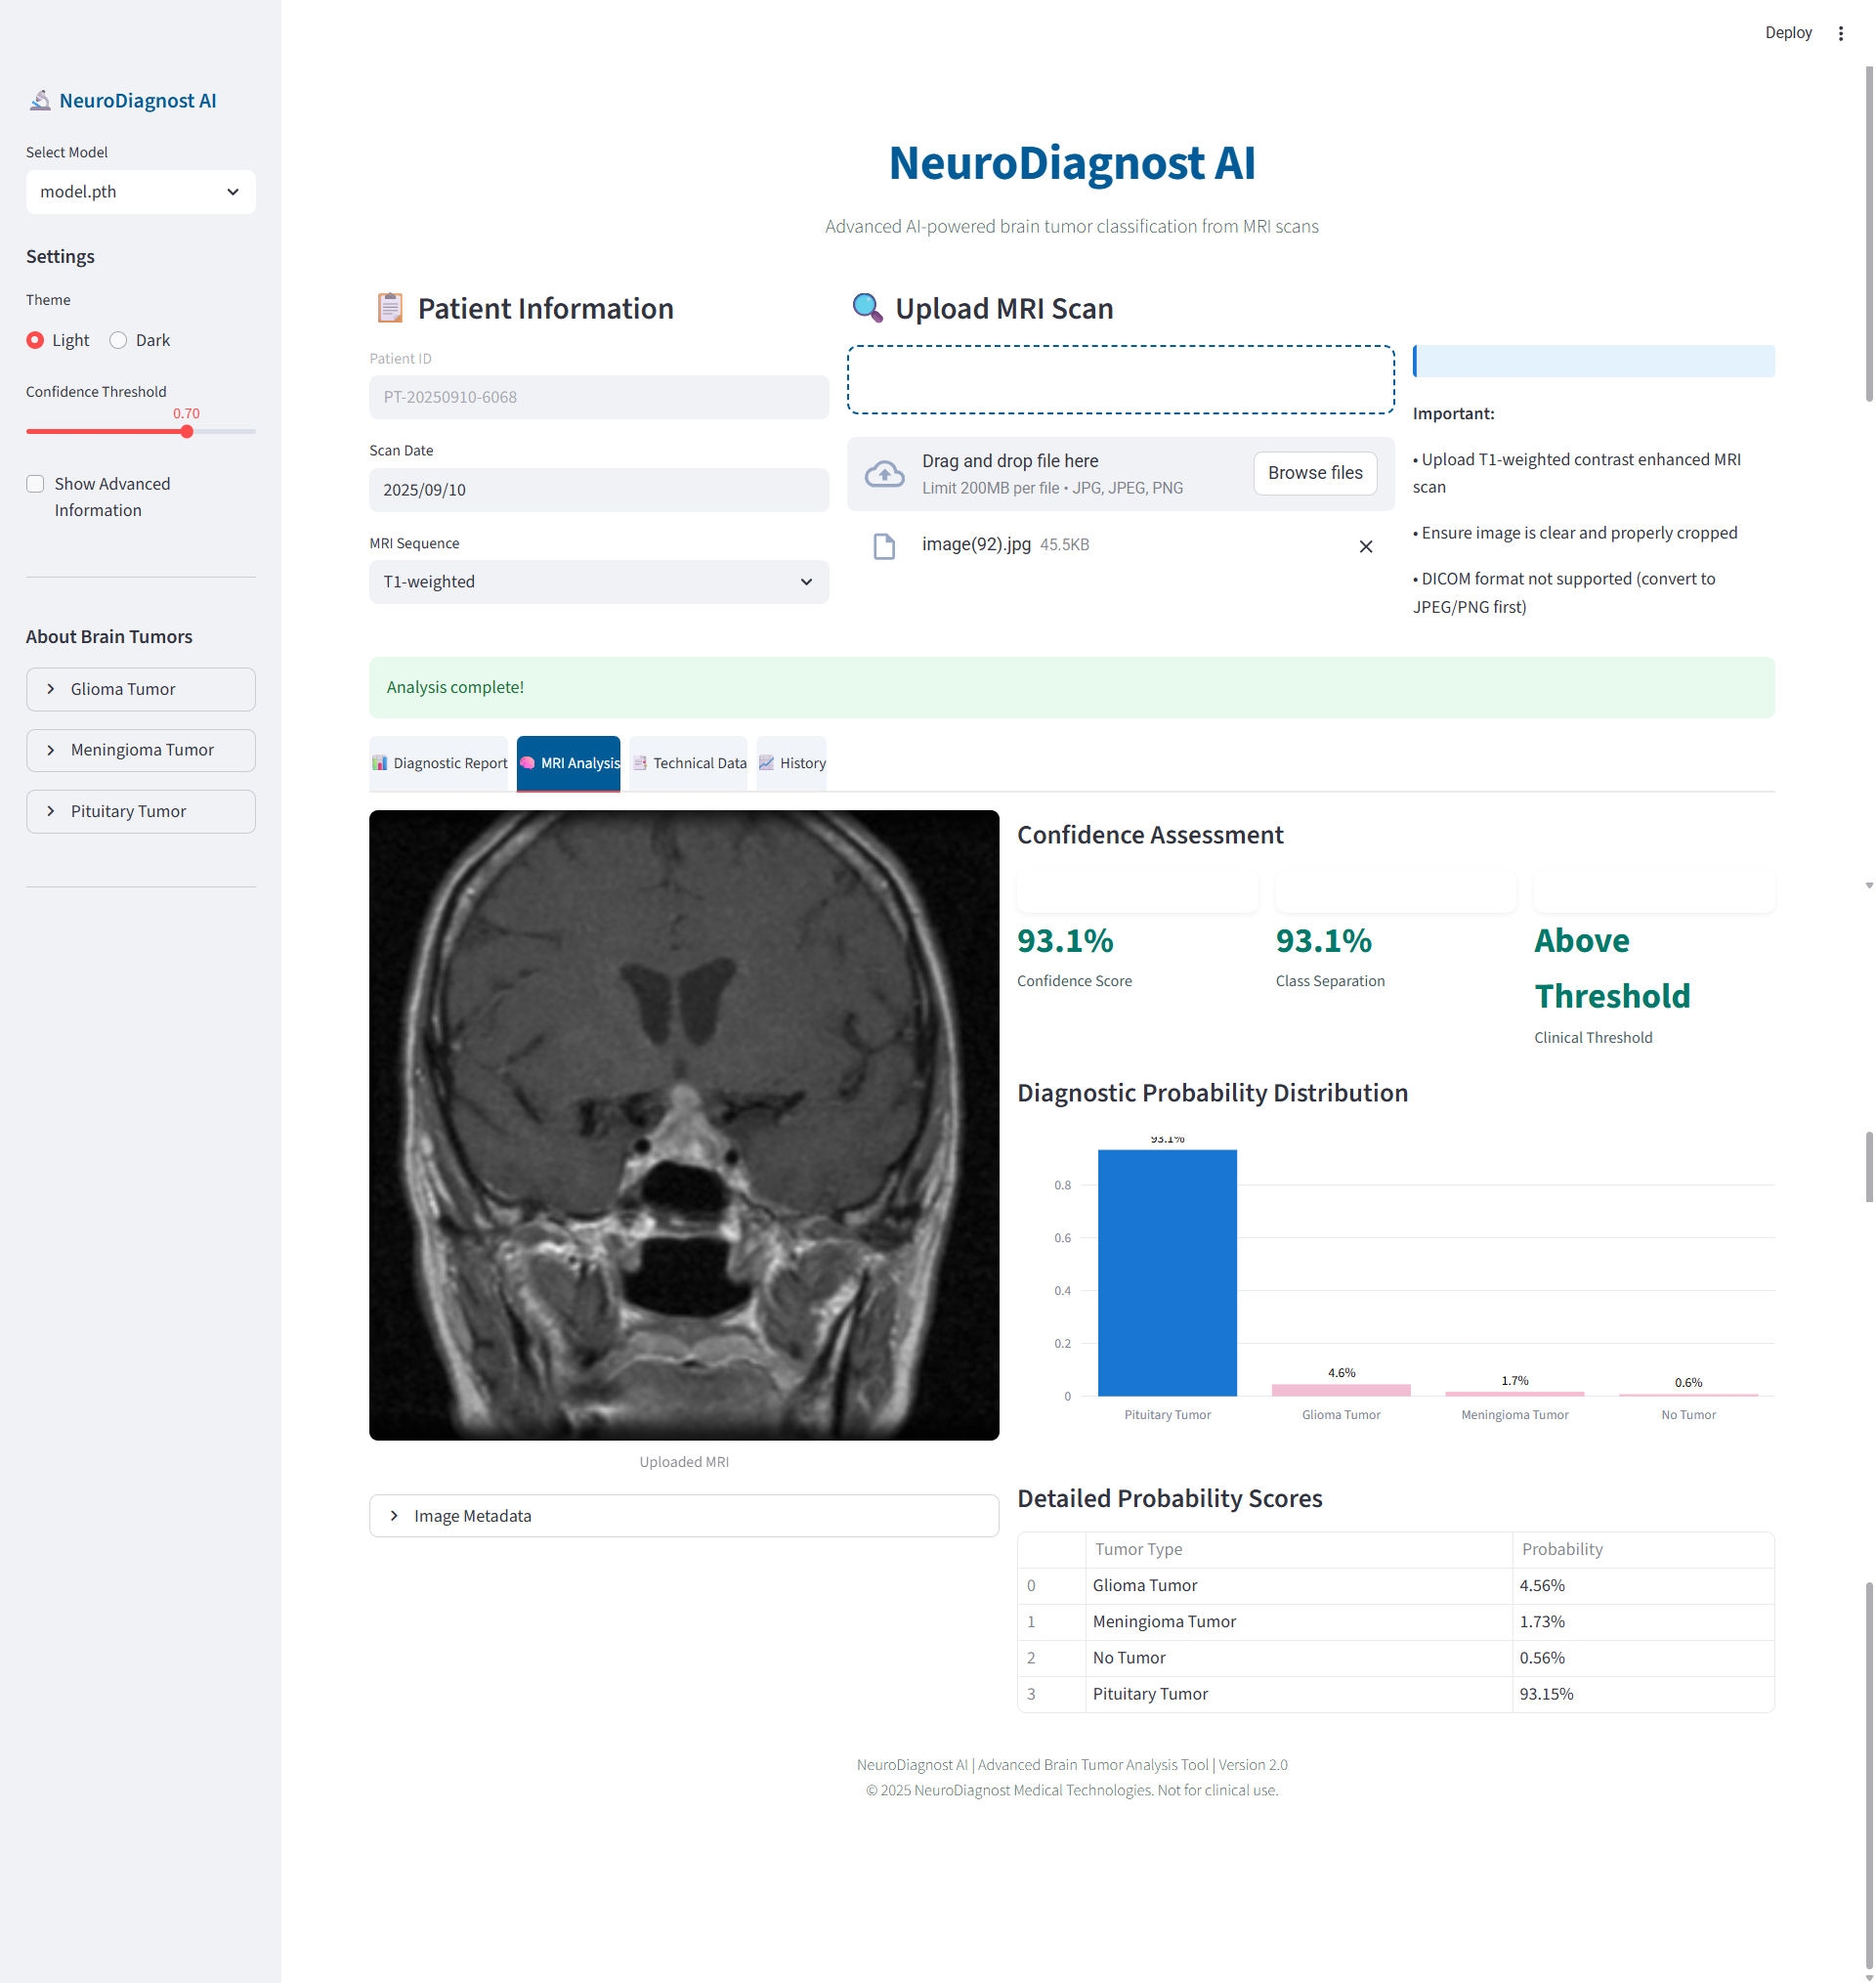 Deploy
NeuroDiagnost AI
Select Model
model.pth
Settings
Theme
Light
Dark
Confidence Threshold
0.70
Show Advanced
Information
About Brain Tumors
Glioma Tumor
Meningioma Tumor
Pituitary Tumor
NeuroDiagnost AI
Advanced AI-powered brain tumor classification from MRI scans
Patient Information
Patient ID
PT-20250910-6068
Scan Date
2025/09/10
MRI Sequence
T1-weighted
Upload MRI Scan
Drag and drop file here
Limit 200MB per file • JPG, JPEG, PNG
Browse files
image(92).jpg 45.5KB
Important:
• Upload T1-weighted contrast enhanced MRI
scan
• Ensure image is clear and properly cropped
• DICOM format not supported (convert to
JPEG/PNG first)
Analysis complete!
Diagnostic Report
MRI Analysis
Technical Data
History
Uploaded MRI
Image Metadata
Confidence Assessment
93.1%
Confidence Score
93.1%
Class Separation
Above
Threshold
Clinical Threshold
Diagnostic Probability Distribution
93.1%
0.8
0.6
0.4
0.2
0
4.6%
1.7%
0.6%
Pituitary Tumor
Glioma Tumor
Meningioma Tumor
No Tumor
Detailed Probability Scores
Tumor Type Probability
0 Glioma Tumor 4.56%
1 Meningioma Tumor 1.73%
2 No Tumor 0.56%
3 Pituitary Tumor 93.15%
NeuroDiagnost AI | Advanced Brain Tumor Analysis Tool | Version 2.0
© 2025 NeuroDiagnost Medical Technologies. Not for clinical use.